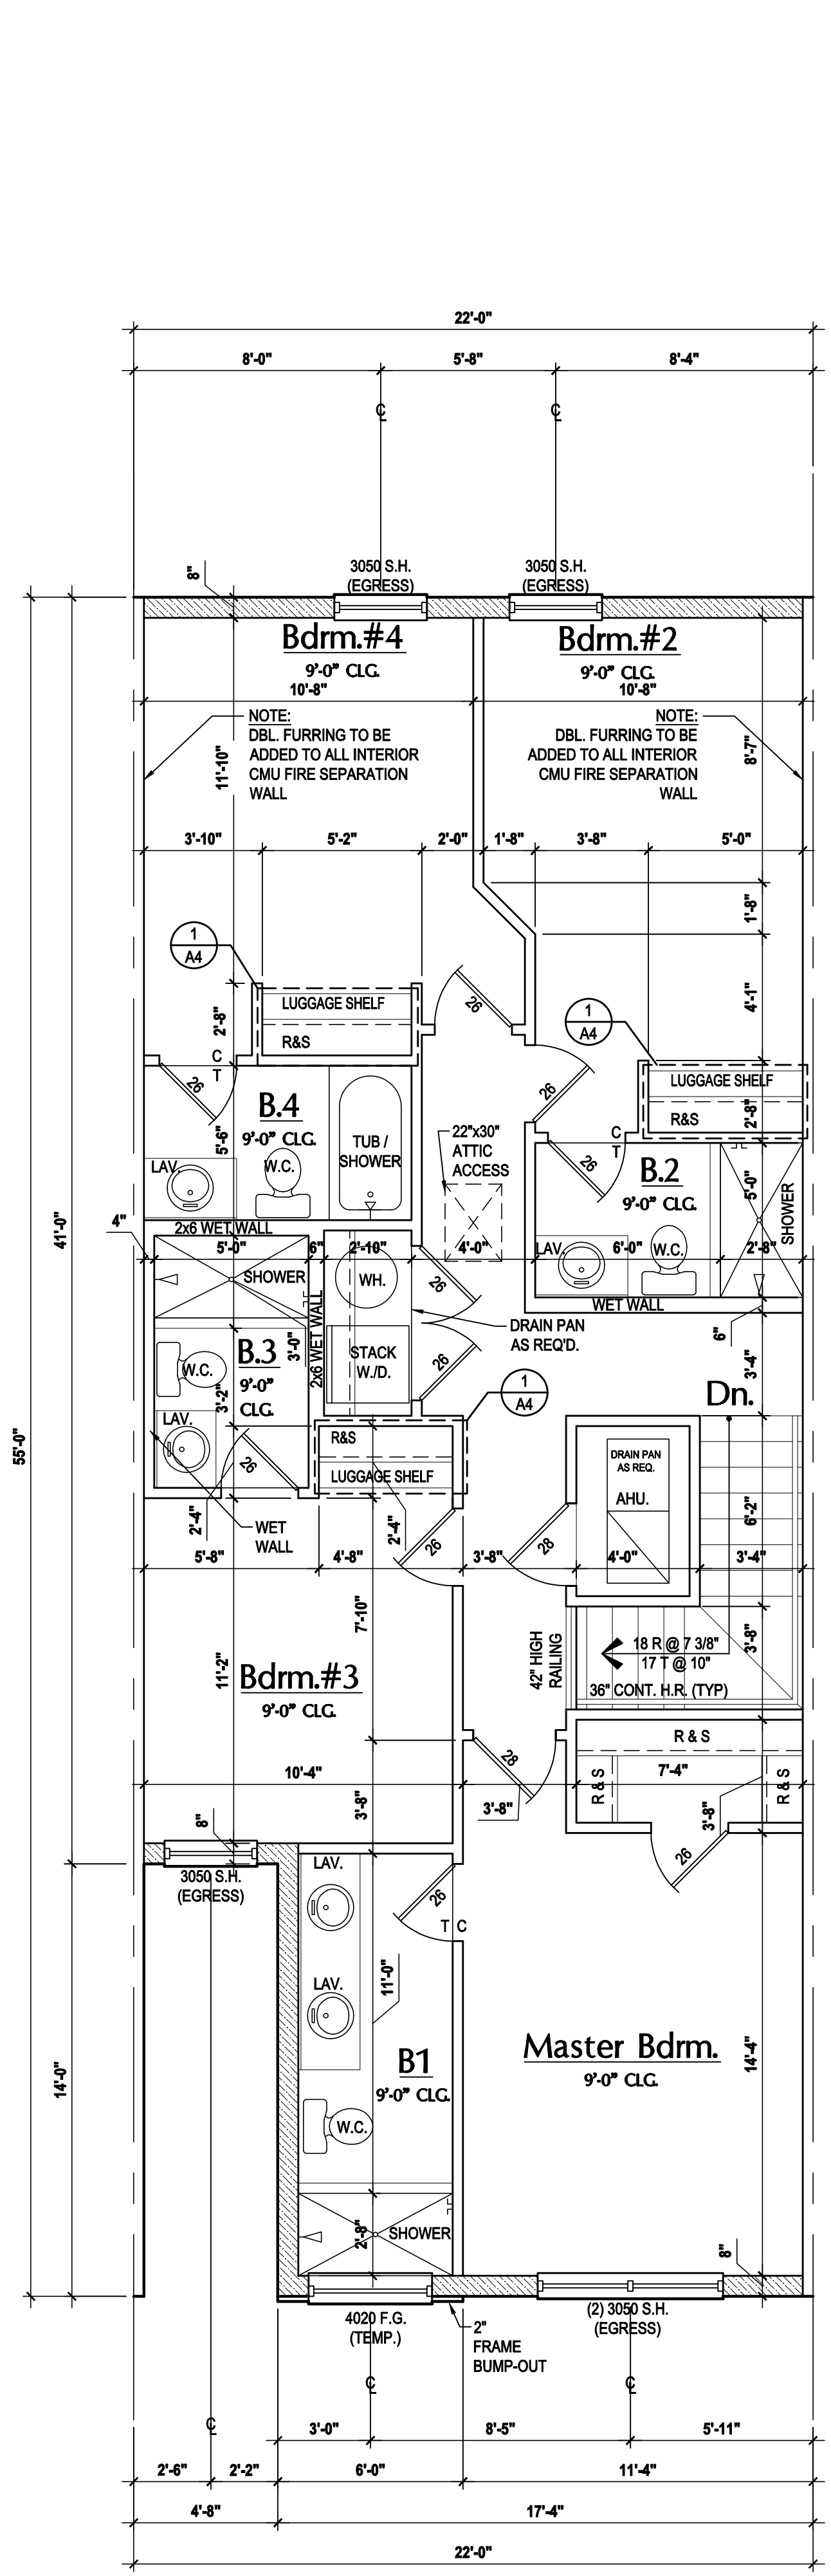 22'-0"
8'-0" 5'-8" 8'-4"
℄ ℄
8"
3050 S.H.
(EGRESS)
3050 S.H.
(EGRESS)
Bdrm.#4
9'-0" CLG.
10'-8"
Bdrm.#2
9'-0" CLG.
10'-8"
NOTE:
DBL. FURRING TO BE
ADDED TO ALL INTERIOR
CMU FIRE SEPARATION
WALL
11'-10"
NOTE:
DBL. FURRING TO BE
ADDED TO ALL INTERIOR
CMU FIRE SEPARATION
WALL
8'-7"
3'-10" 5'-2" 2'-0" 1'-8" 3'-8" 5'-0"
1'-8"
1
A4
4'-1"
LUGGAGE SHELF
R&S
2'-8"
26
1
A4
26
LUGGAGE SHELF
R&S
2'-8"
C
T
26
B.4
9'-0" CLG.
5'-6"
TUB /
SHOWER
LAV.
W.C.
22"x30"
ATTIC
ACCESS
C
T
26
B.2
9'-0" CLG.
5'-0"
SHOWER
LAV.
W.C.
2x6 WET WALL
4"
5'-0" 6" 2'-10" 4'-0" 6'-0" 2'-8"
WET WALL
6"
41'-0"
SHOWER
WH.
26
2x6 WET WALL
STACK
W./D.
26
DRAIN PAN
AS REQ'D.
3'-4"
B.3
9'-0"
CLG.
3'-0"
W.C.
3'-2"
LAV.
26
2'-4"
WET
WALL
R&S
LUGGAGE SHELF
2'-4"
1
A4
Dn.
55'-0"
DRAIN PAN
AS REQ.
AHU.
6'-2"
26
28
5'-8" 4'-8" 3'-8" 4'-0" 3'-4"
7'-10"
11'-2"
42" HIGH
RAILING
18 R @ 7 3/8"
17 T @ 10"
36" CONT. H.R. (TYP)
3'-8"
Bdrm.#3
9'-0" CLG.
10'-4"
28
3'-8"
R & S
R & S
7'-4"
R & S
3'-8"
26
8"
3'-8"
3050 S.H.
(EGRESS)
LAV.
26
T C
LAV.
11'-0"
B1
9'-0" CLG.
W.C.
Master Bdrm.
9'-0" CLG.
14'-4"
14'-0"
SHOWER
2'-8"
8"
4020 F.G.
(TEMP.)
2"
FRAME
BUMP-OUT
(2) 3050 S.H.
(EGRESS)
℄ ℄
℄
3'-0" 8'-5" 5'-11"
2'-6" 2'-2" 6'-0" 11'-4"
4'-8" 17'-4"
22'-0"